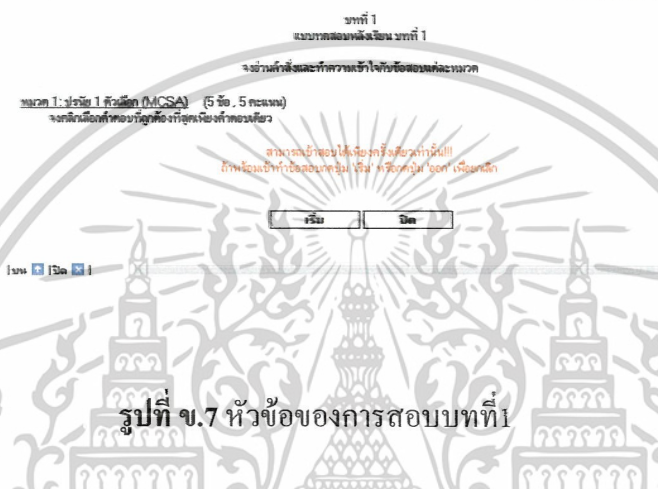 บทที่ 1
แบบทดสอบหลังเรียน บทที่ 1
จงอ่านคำสั่งและทำความเข้าใจกับข้อสอบแต่ละหมวด
หมวด 1: ปรนัย 1 ตัวเลือก (MCSA) (5 ข้อ , 5 คะแนน)
จงคลิกเลือกคำตอบที่ถูกต้องที่สุดเพียงคำตอบเดียว
สามารถเข้าสอบได้เพียงครั้งเดียวเท่านั้น!!!
ถ้าพร้อมเข้าทำข้อสอบกดปุ่ม 'เริ่ม' หรือกดปุ่ม 'ออก' เพื่อยกเลิก
เริ่ม ปิด
[บน ]ปิด ]
รูปที่ ข.7 หัวข้อของการสอบบทที่1